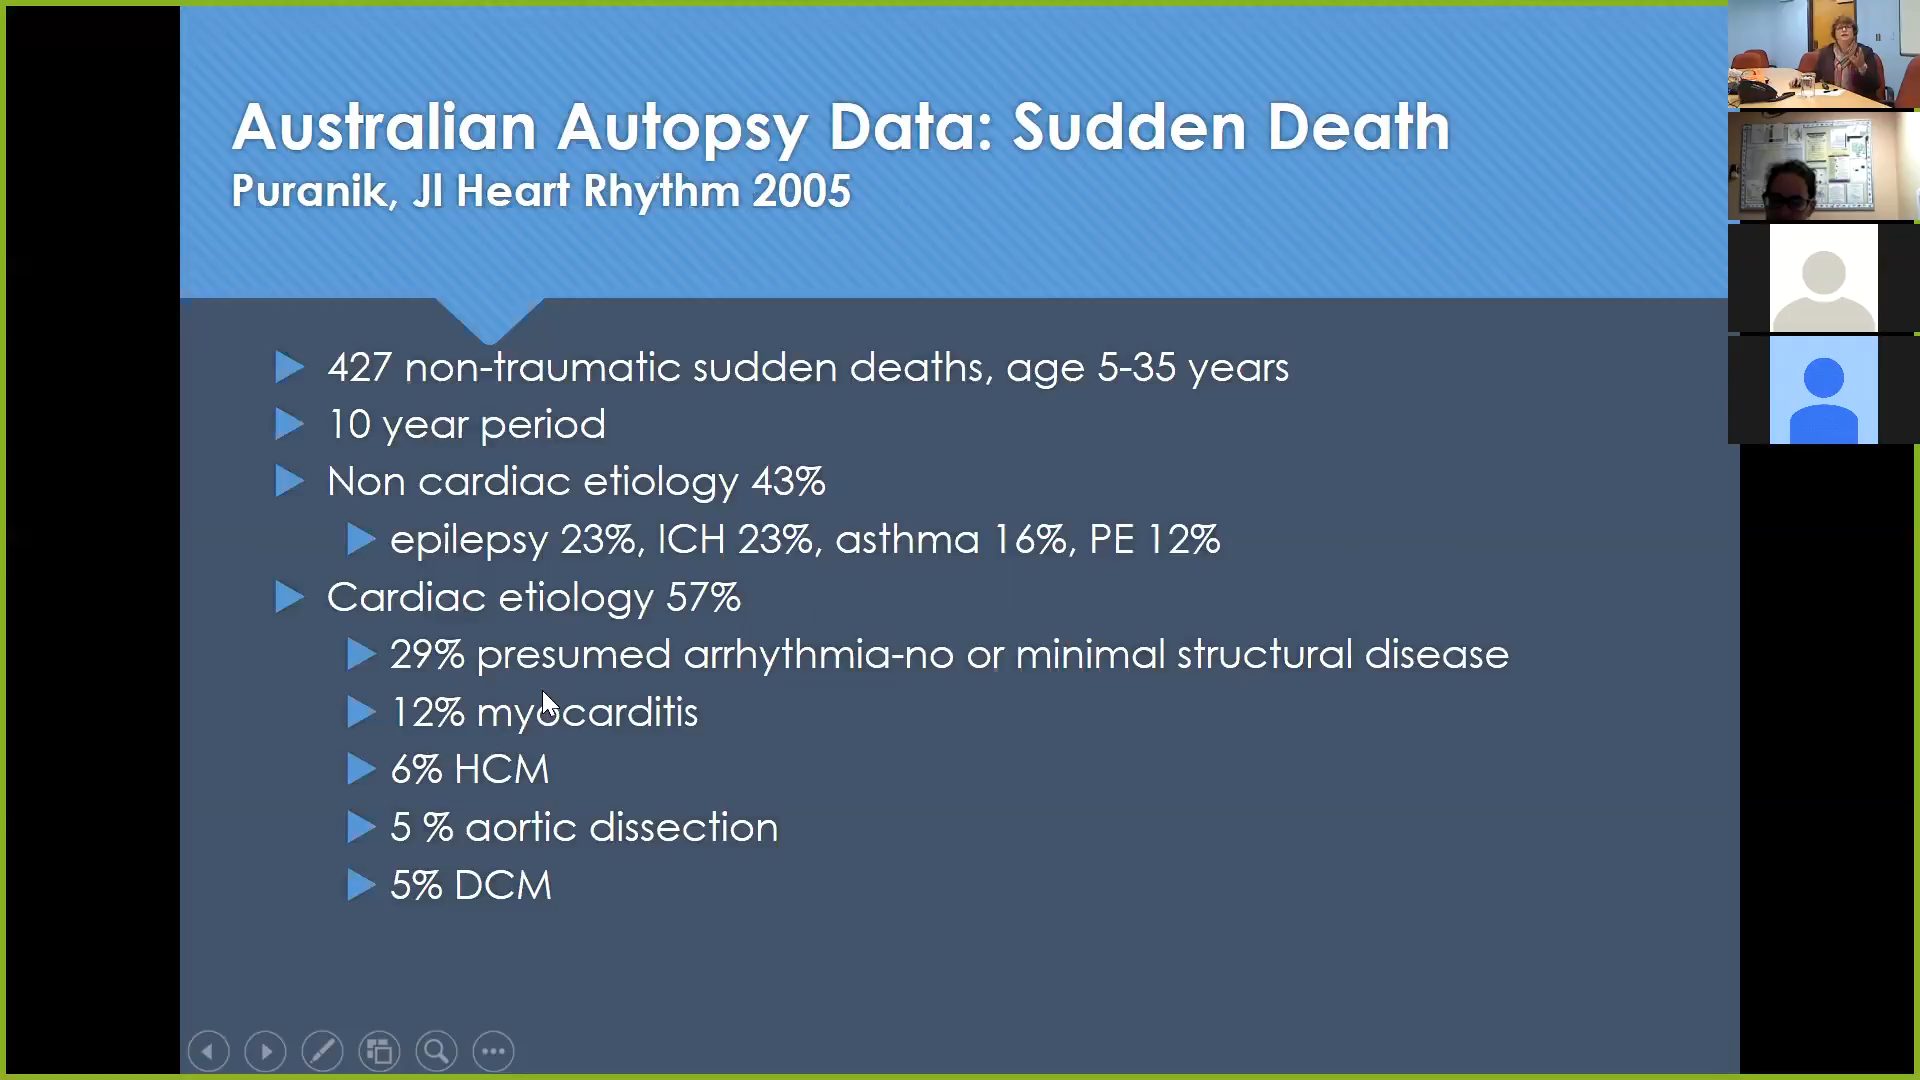 Australian Autopsy Data: Sudden Death
Puranik, Jl Heart Rhythm 2005
427 non-traumatic sudden deaths, age 5-35 years
10 year period
Non cardiac etiology 43%
epilepsy 23%, ICH 23%, asthma 16%, PE 12%
Cardiac etiology 57%
29% presumed arrhythmia-no or minimal structural disease
12% myocarditis
6% HCM
5 % aortic dissection
5% DCM